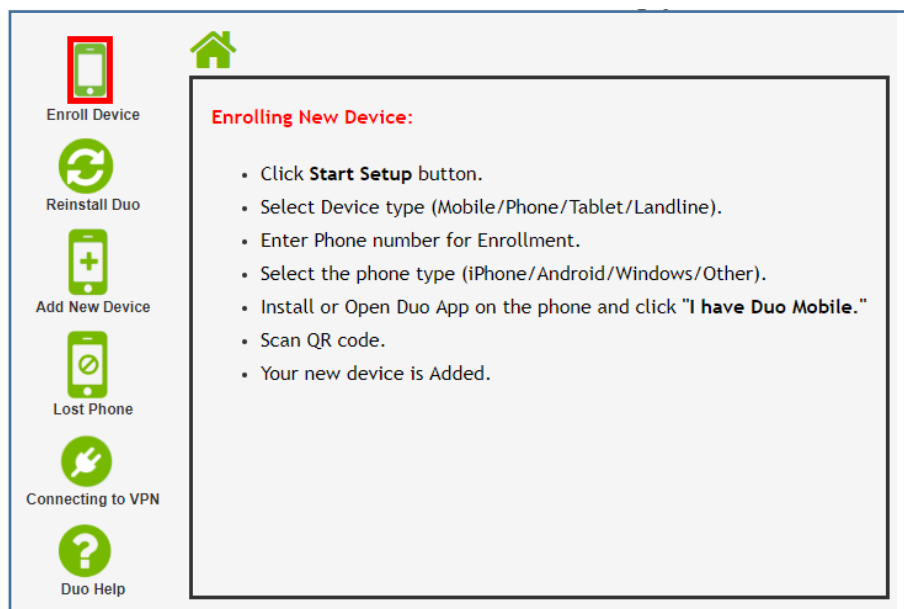 Enroll Device
Reinstall Duo
Add New Device
Lost Phone
Connecting to VPN
Duo Help
Enrolling New Device:
• Click Start Setup button.
• Select Device type (Mobile/Phone/Tablet/Landline).
• Enter Phone number for Enrollment.
• Select the phone type (iPhone/Android/Windows/Other).
• Install or Open Duo App on the phone and click "I have Duo Mobile."
• Scan QR code.
• Your new device is Added.